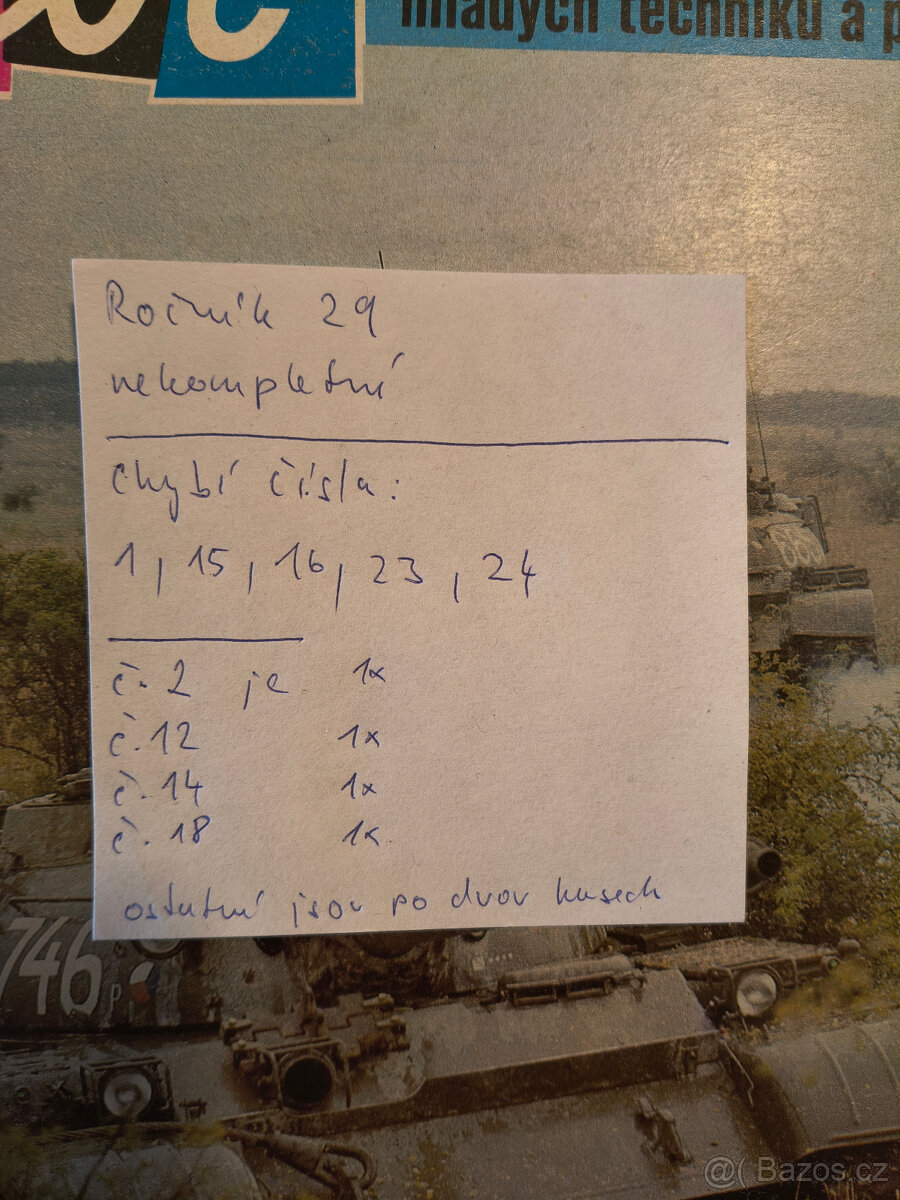 mladých techniků a p
Ročník 29
nekompletní
Chybí čísla:
1, 15, 16, 23, 24
č. 2 je 1x
č. 12 1x
č. 14 1x
č. 18 1x
ostatní jsou po dvou kusech
746
@( Bazos.cz